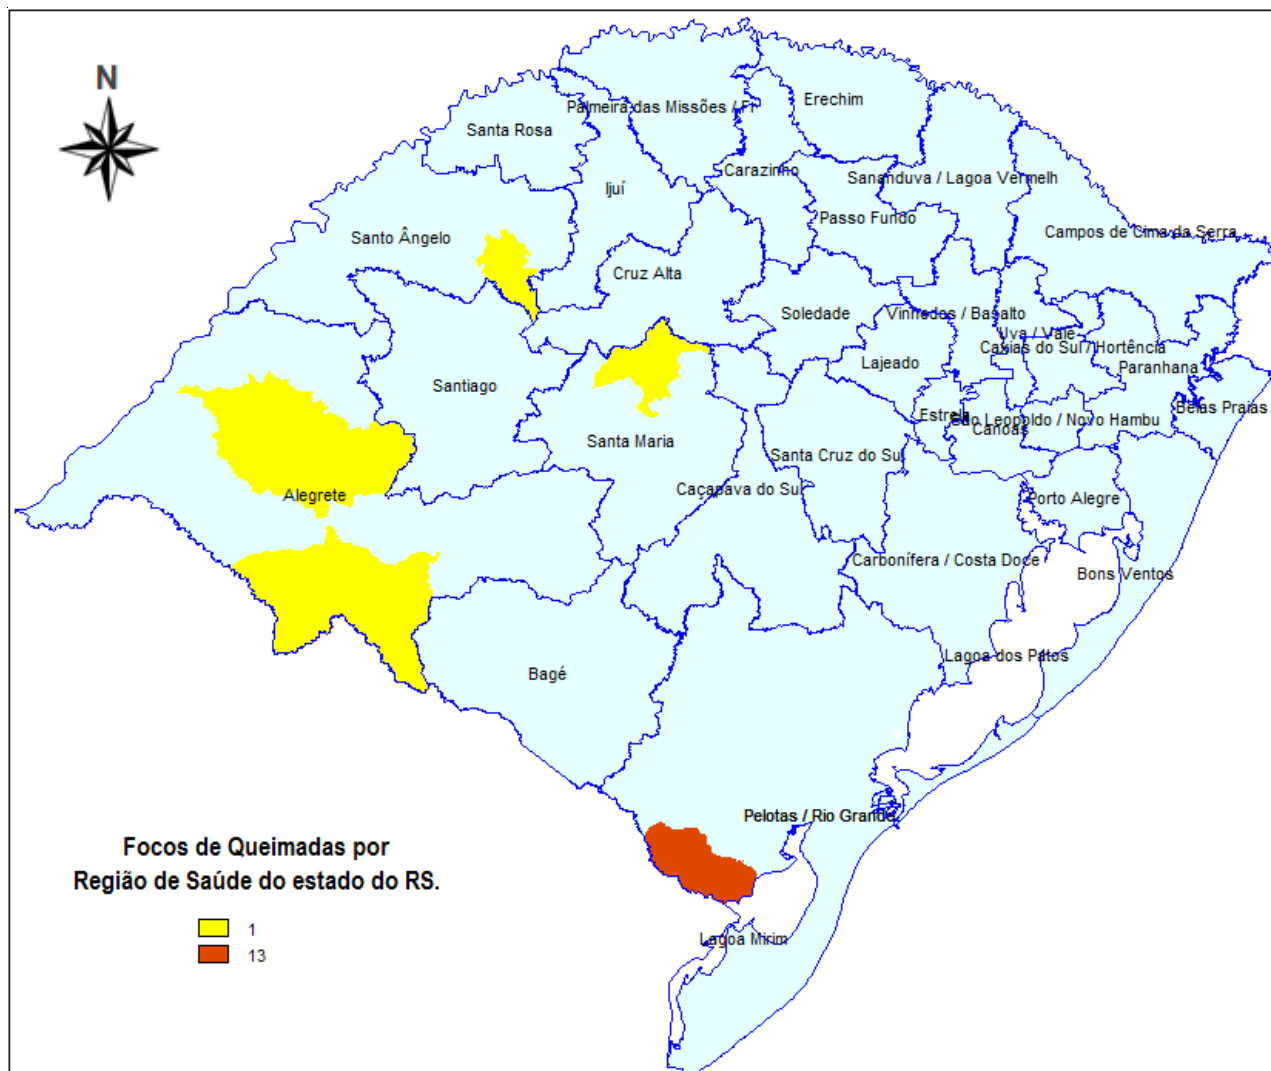 N
Palmeira das Missões / Fr
Erechim
Santa Rosa
Carazinho
Sananduva / Lagoa Vermelh
Ijuí
Passo Fundo
Santo Ângelo
Campos de Cima da Serra
Cruz Alta
Soledade
Vinhedos / Basalto
Uva / Vale
Caxias do Sul / Hortência
Lajeado
Paranhana
Santiago
Belas Praias
Estrela
São Leopoldo / Novo Hambu
Canoas
Santa Maria
Santa Cruz do Sul
Caçapava do Sul
Alegrete
Porto Alegre
Carbonífera / Costa Doce
Bons Ventos
Lagoa dos Patos
Bagé
Pelotas / Rio Grande
Lagoa Mirim
Focos de Queimadas por
Região de Saúde do estado do RS.
1
13